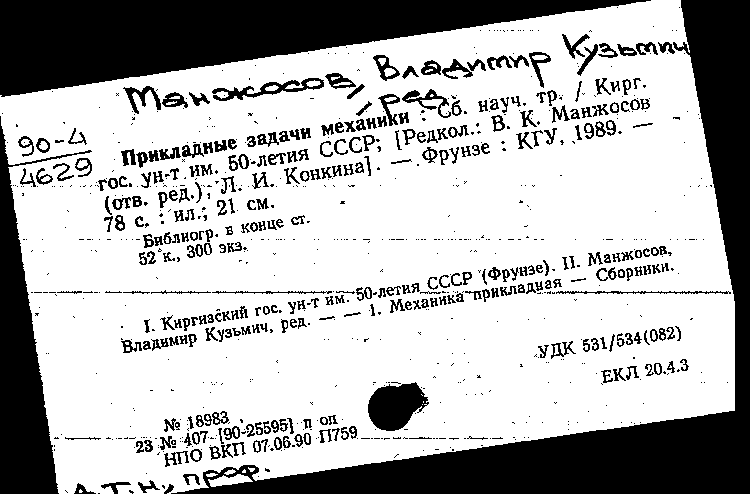 Манжосов, Владимир Кузьмич
, ред.
90-4
4629
Прикладные задачи механики : Сб. науч. тр. / Кирг.
гос. ун-т им. 50-летия СССР; [Редкол.: В. К. Манжосов
(отв. ред.), Л. И. Конкина]. — Фрунзе : КГУ, 1989. —
78 с. : ил.; 21 см.
Библиогр. в конце ст.
52 к., 300 экз.
I. Киргизский гос. ун-т им. 50-летия СССР (Фрунзе). II. Манжосов,
Владимир Кузьмич, ред. — — 1. Механика прикладная — Сборники.
УДК 531/534(082)
ЕКЛ 20.4.3
№ 18983
23 № 407 [90-25595] п оп
НПО ВКП 07.06.90 П759
д.т.н., проф.